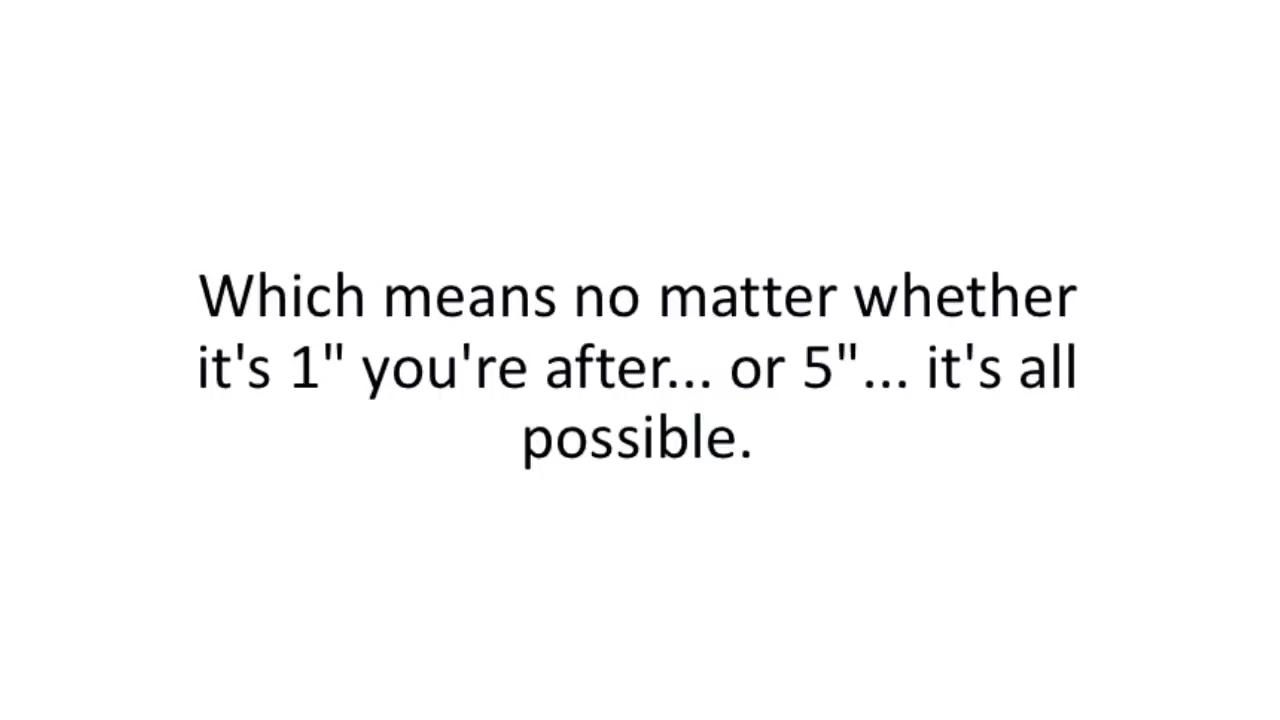 Which means no matter whether
it's 1" you're after... or 5"... it's all
possible.